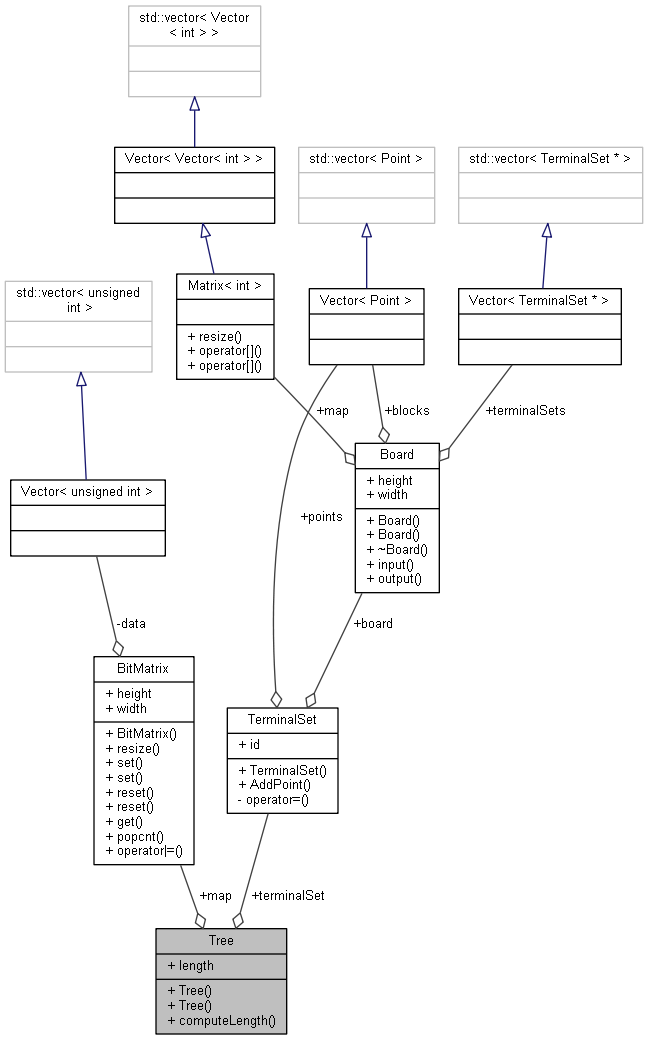 std::vector< Vector
< int > >
Vector< Vector< int > >
std::vector< Point >
std::vector< TerminalSet * >
Matrix< int >
+ resize()
+ operator[]()
+ operator[]()
std::vector< unsigned
int >
Vector< Point >
Vector< TerminalSet * >
+map
+blocks
+terminalSets
Board
+ height
+ width
+ Board()
+ Board()
+ ~Board()
+ input()
+ output()
Vector< unsigned int >
+points
-data
+board
BitMatrix
+ height
+ width
+ BitMatrix()
+ resize()
+ set()
+ set()
+ reset()
+ reset()
+ get()
+ popcnt()
+ operator|=()
TerminalSet
+ id
+ TerminalSet()
+ AddPoint()
- operator=()
+map
+terminalSet
Tree
+ length
+ Tree()
+ Tree()
+ computeLength()